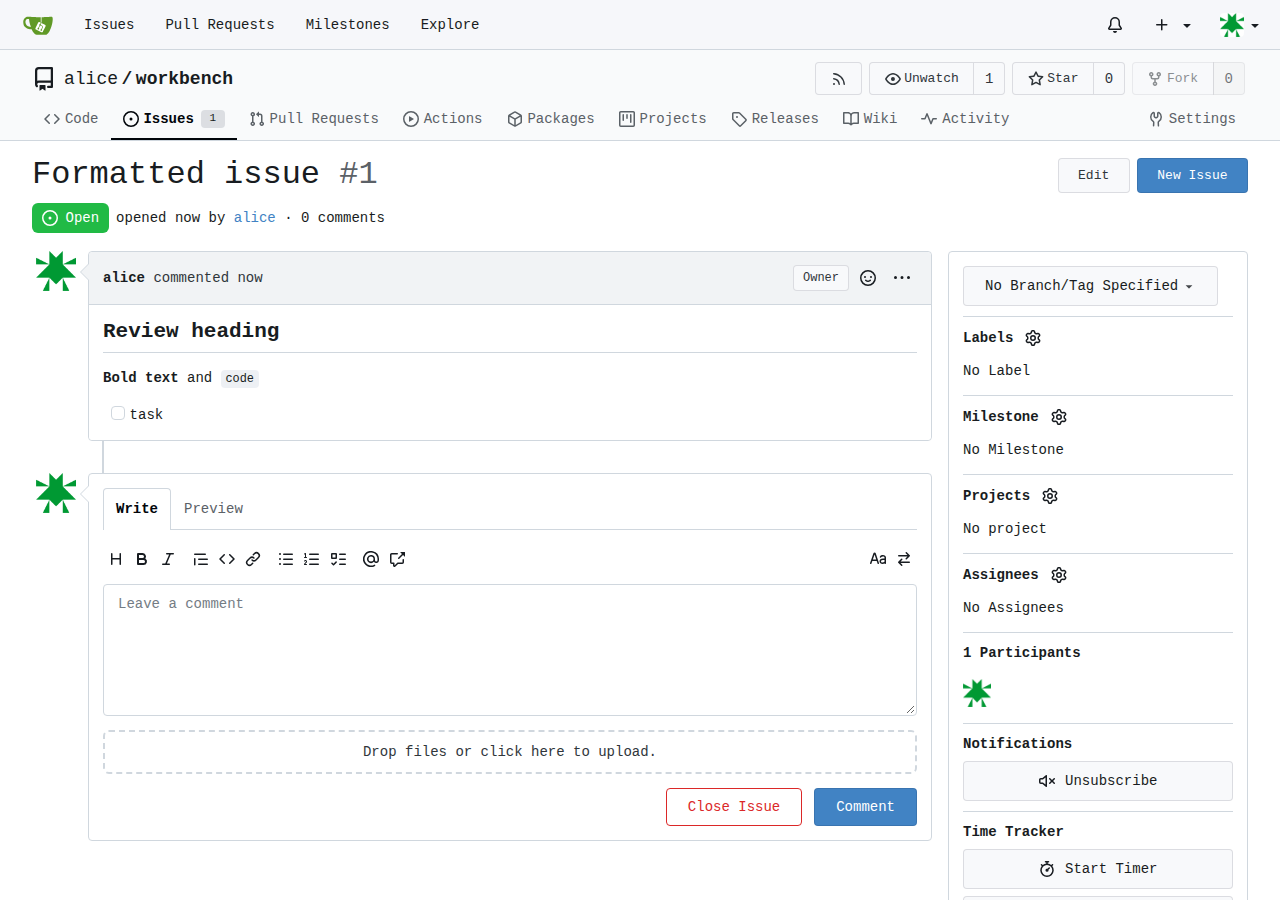 Issues Pull Requests Milestones Explore
alice/workbench Unwatch 1 Star 0 Fork 0
Code Issues 1 Pull Requests Actions Packages Projects Releases Wiki Activity Settings
Formatted issue #1 Edit New Issue
Open opened now by alice · 0 comments
alice commented now Owner
Review heading
Bold text and code
task
Write Preview
Leave a comment
Drop files or click here to upload.
Close Issue Comment
No Branch/Tag Specified
Labels
No Label
Milestone
No Milestone
Projects
No project
Assignees
No Assignees
1 Participants
Notifications
Unsubscribe
Time Tracker
Start Timer